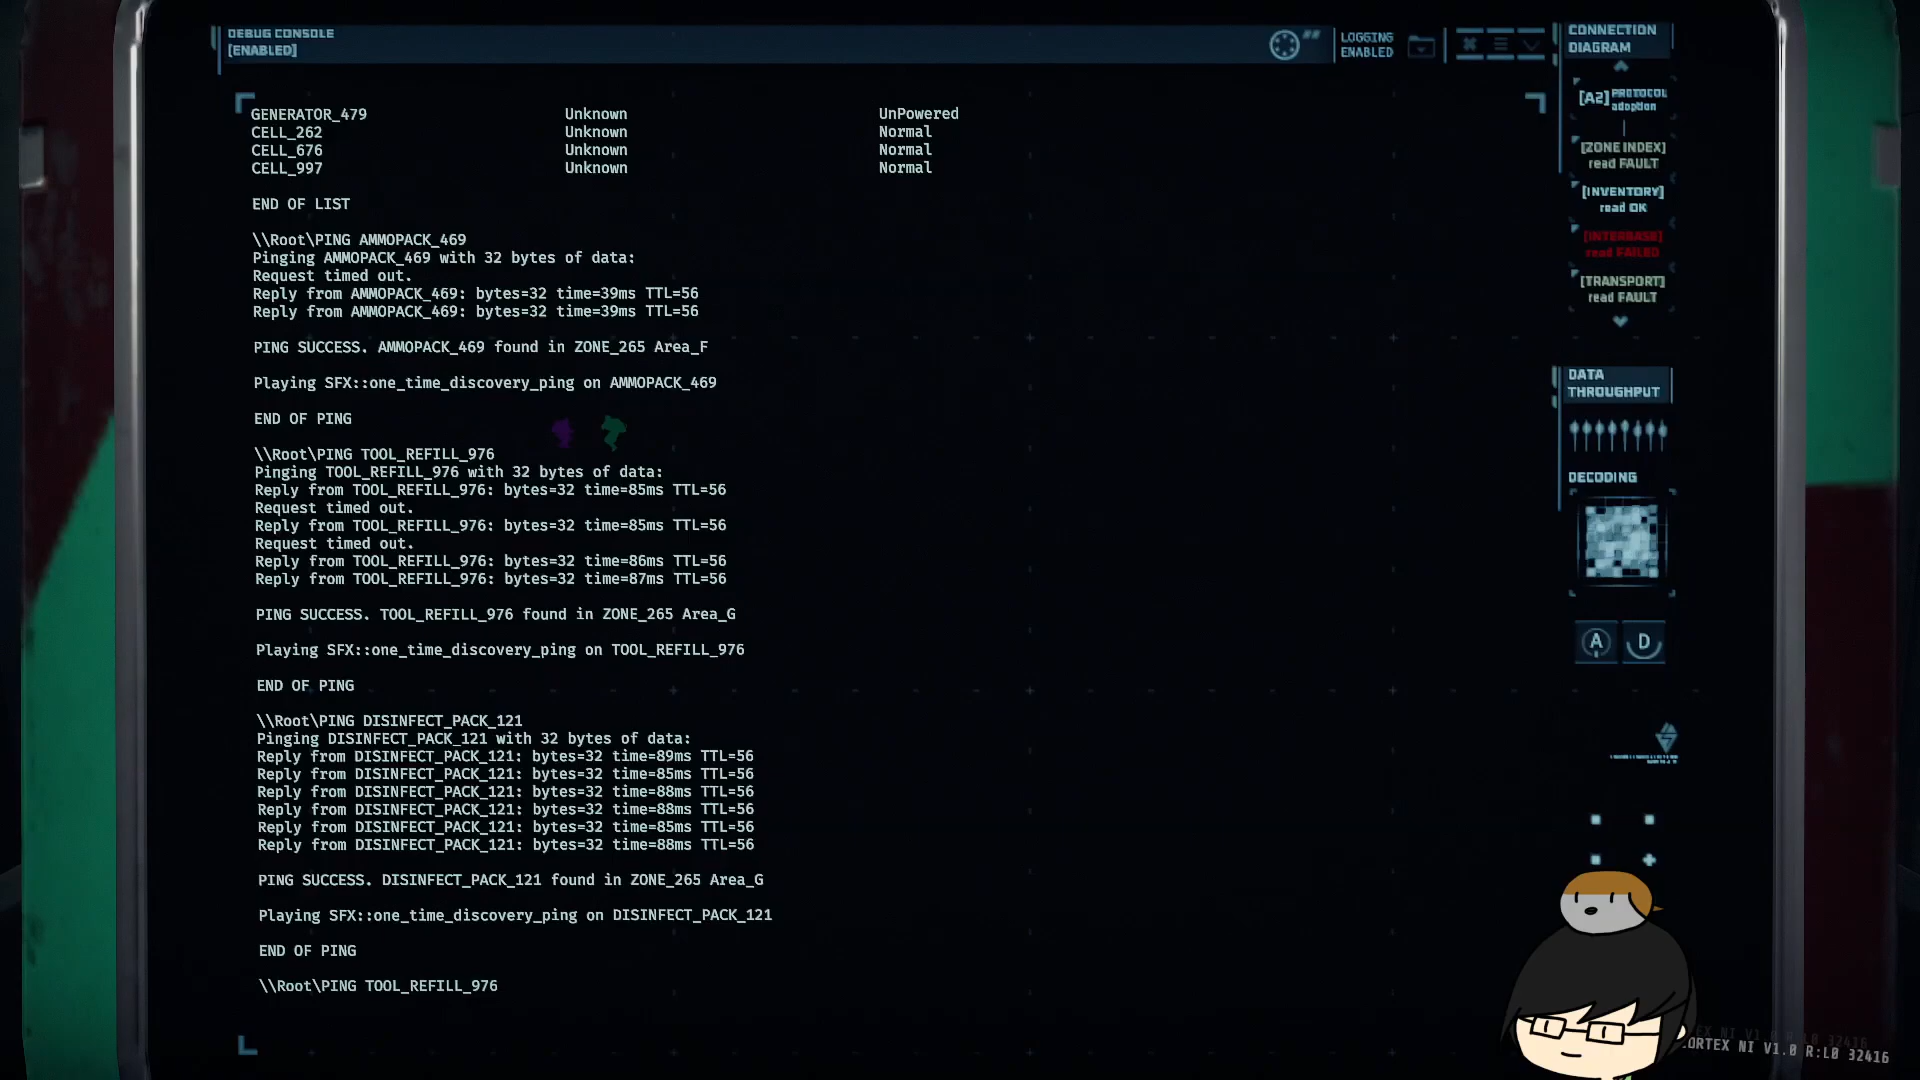 DEBUG CONSOLE
[ENABLED]
LOGGING
ENABLED
GENERATOR_479 Unknown UnPowered
CELL_262 Unknown Normal
CELL_676 Unknown Normal
CELL_997 Unknown Normal
END OF LIST
\\Root\PING AMMOPACK_469
Pinging AMMOPACK_469 with 32 bytes of data:
Request timed out.
Reply from AMMOPACK_469: bytes=32 time=39ms TTL=56
Reply from AMMOPACK_469: bytes=32 time=39ms TTL=56
PING SUCCESS. AMMOPACK_469 found in ZONE_265 Area_F
Playing SFX::one_time_discovery_ping on AMMOPACK_469
END OF PING
\\Root\PING TOOL_REFILL_976
Pinging TOOL_REFILL_976 with 32 bytes of data:
Reply from TOOL_REFILL_976: bytes=32 time=85ms TTL=56
Request timed out.
Reply from TOOL_REFILL_976: bytes=32 time=85ms TTL=56
Request timed out.
Reply from TOOL_REFILL_976: bytes=32 time=86ms TTL=56
Reply from TOOL_REFILL_976: bytes=32 time=87ms TTL=56
PING SUCCESS. TOOL_REFILL_976 found in ZONE_265 Area_G
Playing SFX::one_time_discovery_ping on TOOL_REFILL_976
END OF PING
\\Root\PING DISINFECT_PACK_121
Pinging DISINFECT_PACK_121 with 32 bytes of data:
Reply from DISINFECT_PACK_121: bytes=32 time=89ms TTL=56
Reply from DISINFECT_PACK_121: bytes=32 time=85ms TTL=56
Reply from DISINFECT_PACK_121: bytes=32 time=88ms TTL=56
Reply from DISINFECT_PACK_121: bytes=32 time=88ms TTL=56
Reply from DISINFECT_PACK_121: bytes=32 time=85ms TTL=56
Reply from DISINFECT_PACK_121: bytes=32 time=88ms TTL=56
PING SUCCESS. DISINFECT_PACK_121 found in ZONE_265 Area_G
Playing SFX::one_time_discovery_ping on DISINFECT_PACK_121
END OF PING
\\Root\PING TOOL_REFILL_976
CONNECTION
DIAGRAM
[A2] PROTOCOL
adoption
[ZONE INDEX]
read FAULT
[INVENTORY]
read OK
[INTERBASE]
read FAILED
[TRANSPORT]
read FAULT
DATA
THROUGHPUT
DECODING
A D
ORTEX NI V1.0 R:L0 32416